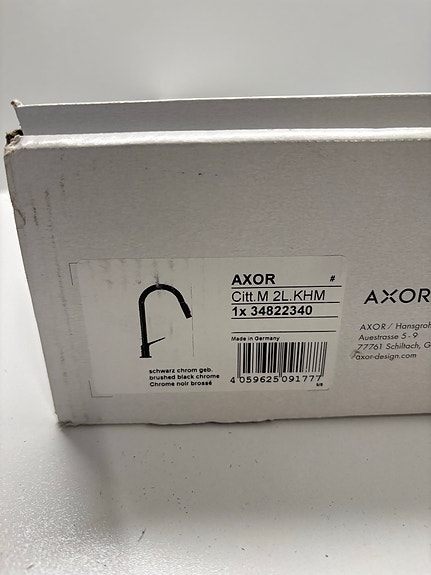 AXOR #
Citt.M 2L.KHM
1x 34822340
Made in Germany
schwarz chrom geb.
brushed black chrome
Chrome noir brossé
4 059625 091777
AXOR
AXOR / Hansgroh
Auestrasse 5 - 9
77761 Schiltach, G
axor-design.com